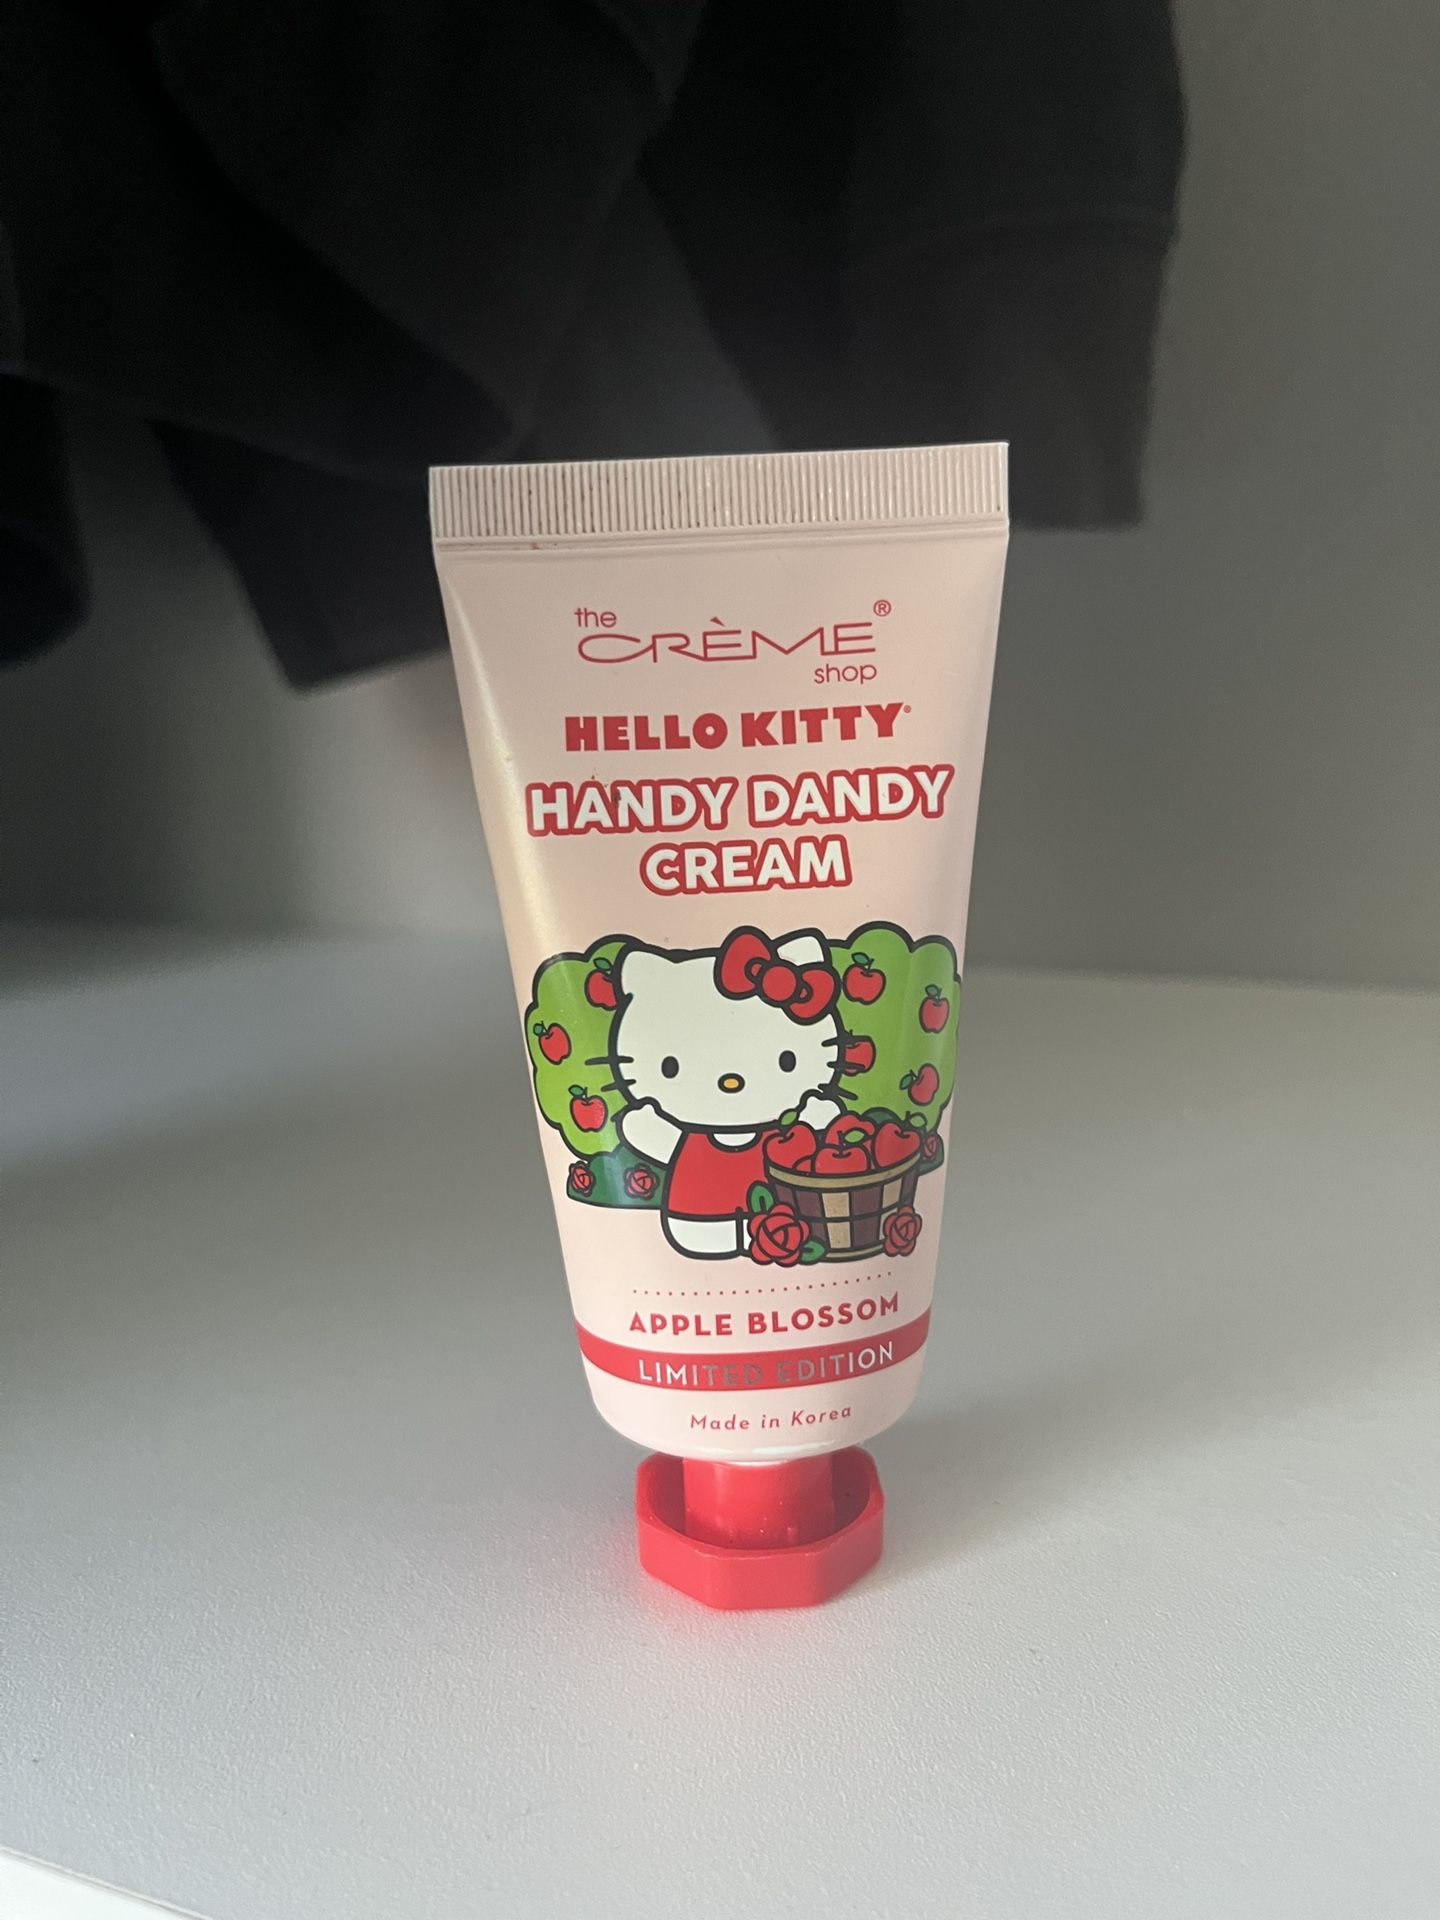 the
CRÈME®
shop
HELLO KITTY®
HANDY DANDY
CREAM
APPLE BLOSSOM
LIMITED EDITION
Made in Korea